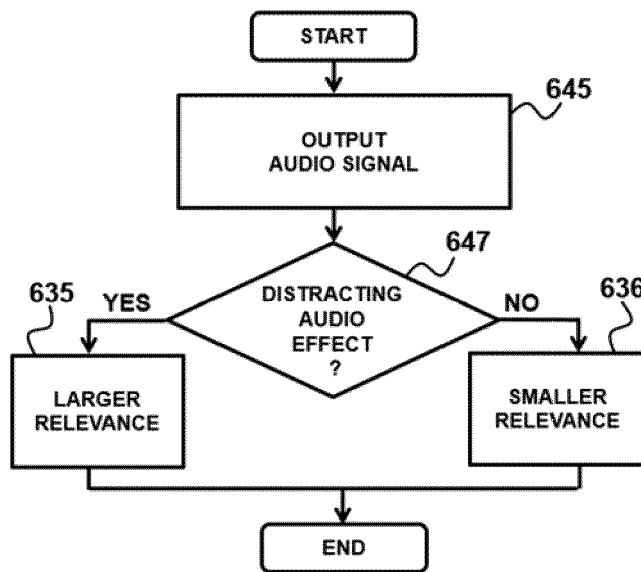 START
645
OUTPUT
AUDIO SIGNAL
647
635
YES
DISTRACTING
AUDIO
EFFECT
?
NO
636
LARGER
RELEVANCE
SMALLER
RELEVANCE
END